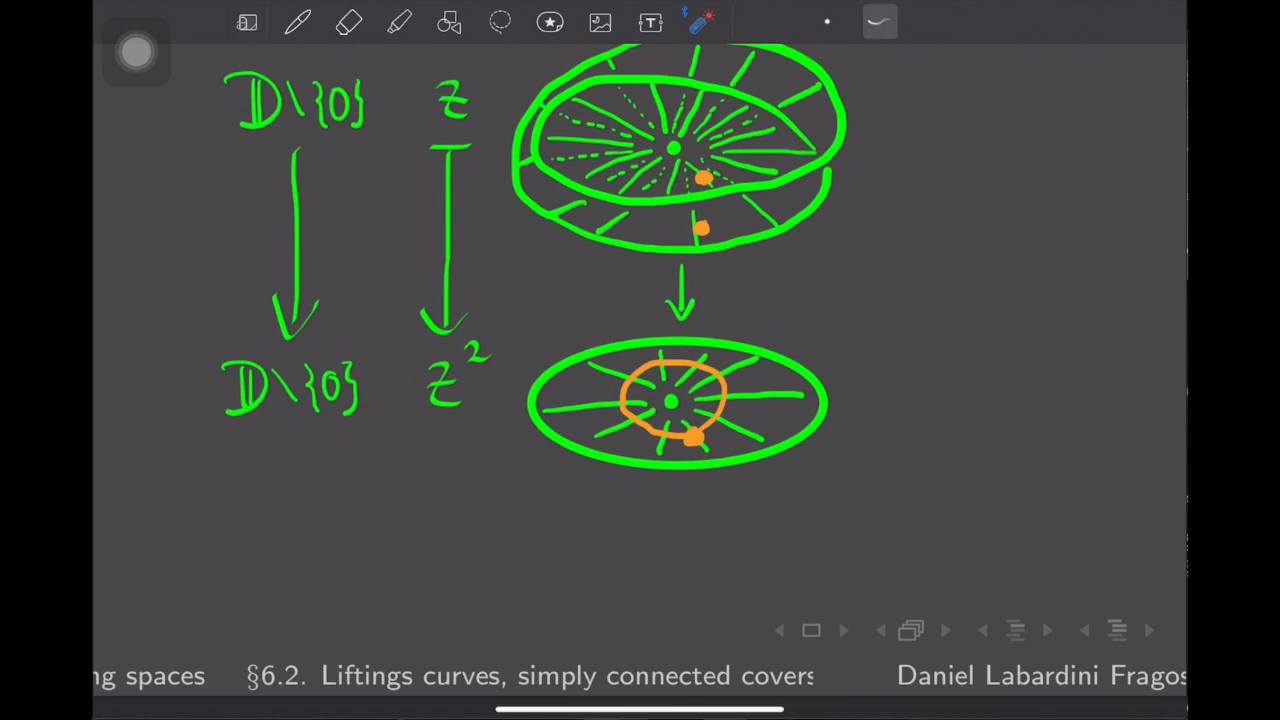 𝔻\{0} z
𝔻\{0} z²
ng spaces §6.2. Liftings curves, simply connected covers Daniel Labardini Fragos